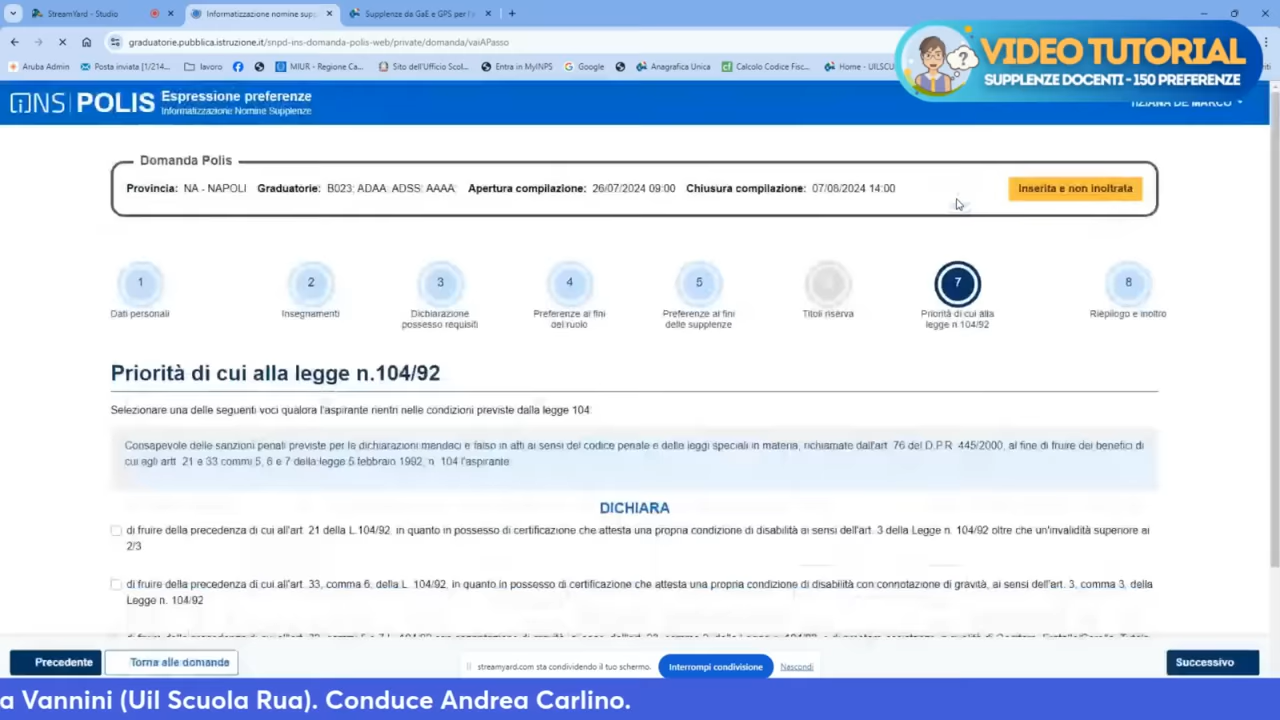 StreamYard - Studio
Informatizzazione nomine sup
Supplenze da GaE e GPS per l'
graduatorie.pubblica.istruzione.it/snpd-ins-domanda-polis-web/private/domanda/vaiAPasso
Aruba Admin
Posta inviata [1/214...
lavoro
MIUR - Regione Ca...
Sito dell'Ufficio Scol...
Entra in MyINPS
Google
Anagrafica Unica
Calcolo Codice Fisc...
Home - UILSCU
VIDEO TUTORIAL
SUPPLENZE DOCENTI - 150 PREFERENZE
iNS POLIS
Espressione preferenze
Informatizzazione Nomine Supplenze
TIZIANA DE MARCO
Domanda Polis
Provincia: NA - NAPOLI Graduatorie: B023; ADAA; ADSS; AAAA; Apertura compilazione: 26/07/2024 09:00 Chiusura compilazione: 07/08/2024 14:00
Inserita e non inoltrata
1
Dati personali
2
Insegnamenti
3
Dichiarazione
possesso requisiti
4
Preferenze ai fini
del ruolo
5
Preferenze ai fini
delle supplenze
Titoli riserva
7
Priorità di cui alla
legge n.104/92
8
Riepilogo e inoltro
Priorità di cui alla legge n.104/92
Selezionare una delle seguenti voci qualora l'aspirante rientri nelle condizioni previste dalla legge 104:
Consapevole delle sanzioni penali previste per le dichiarazioni mendaci e falso in atti ai sensi del codice penale e delle leggi speciali in materia, richiamate dall'art. 76 del D.P.R. 445/2000, al fine di fruire dei benefici di
cui agli artt. 21 e 33 commi 5, 6 e 7 della legge 5 febbraio 1992, n. 104 l'aspirante
DICHIARA
di fruire della precedenza di cui all'art. 21 della L.104/92, in quanto in possesso di certificazione che attesta una propria condizione di disabilità ai sensi dell'art. 3 della Legge n. 104/92 oltre che un'invalidità superiore ai
2/3
di fruire della precedenza di cui all'art. 33, comma 6, della L. 104/92, in quanto in possesso di certificazione che attesta una propria condizione di disabilità con connotazione di gravità, ai sensi dell'art. 3, comma 3, della
Legge n. 104/92
Precedente
Torna alle domande
streamyard.com sta condividendo il tuo schermo.
Interrompi condivisione
Nascondi
Successivo
a Vannini (Uil Scuola Rua). Conduce Andrea Carlino.